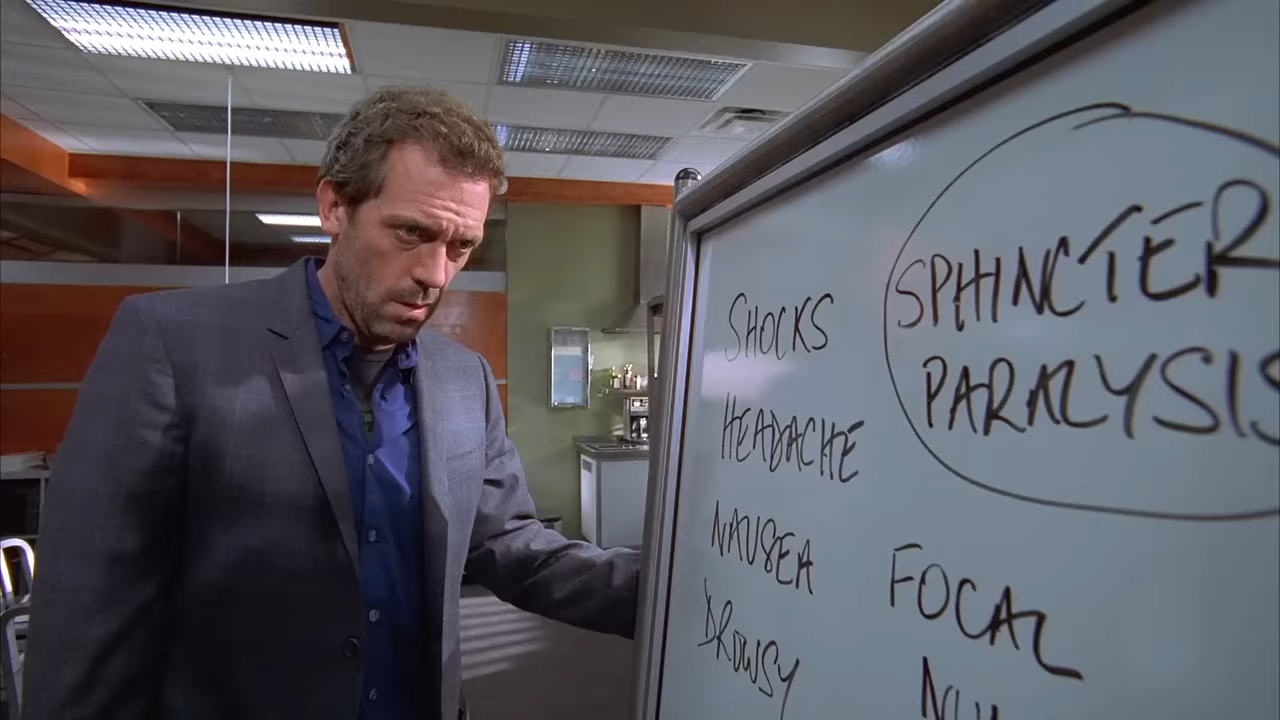 SHOCKS
HEADACHE
NAUSEA
DROWSY
SPHINCTER
PARALYSIS
FOCAL